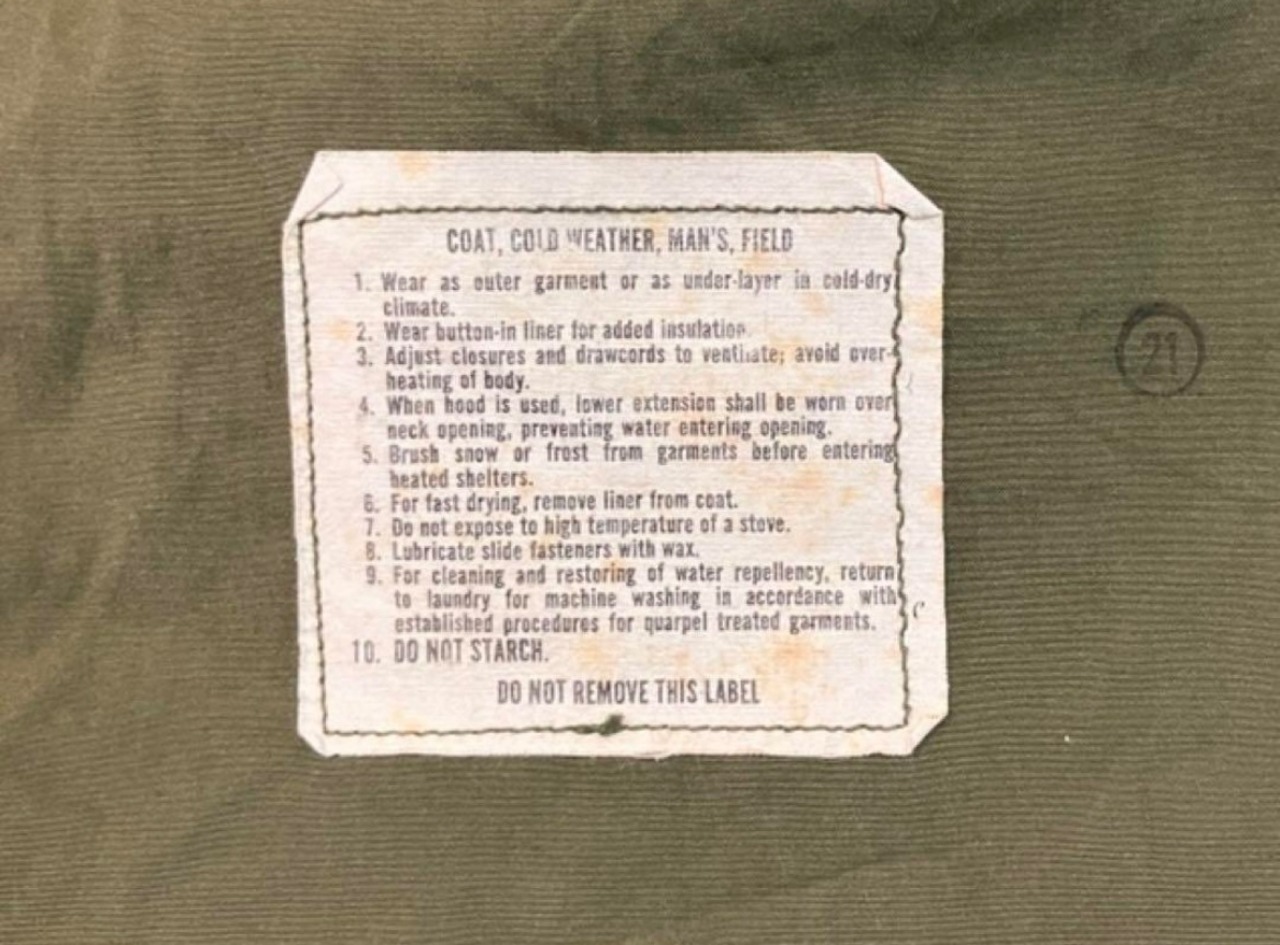 COAT, COLD WEATHER, MAN'S, FIELD
1. Wear as outer garment or as under-layer in cold-dry
climate.
2. Wear button-in liner for added insulation.
3. Adjust closures and drawcords to ventilate; avoid over-
heating of body.
4. When hood is used, lower extension shall be worn over
neck opening, preventing water entering opening.
5. Brush snow or frost from garments before entering
heated shelters.
6. For fast drying, remove liner from coat.
7. Do not expose to high temperature of a stove.
8. Lubricate slide fasteners with wax.
9. For cleaning and restoring of water repellency, return
to laundry for machine washing in accordance with
established procedures for quarpel treated garments.
10. DO NOT STARCH.
DO NOT REMOVE THIS LABEL
21